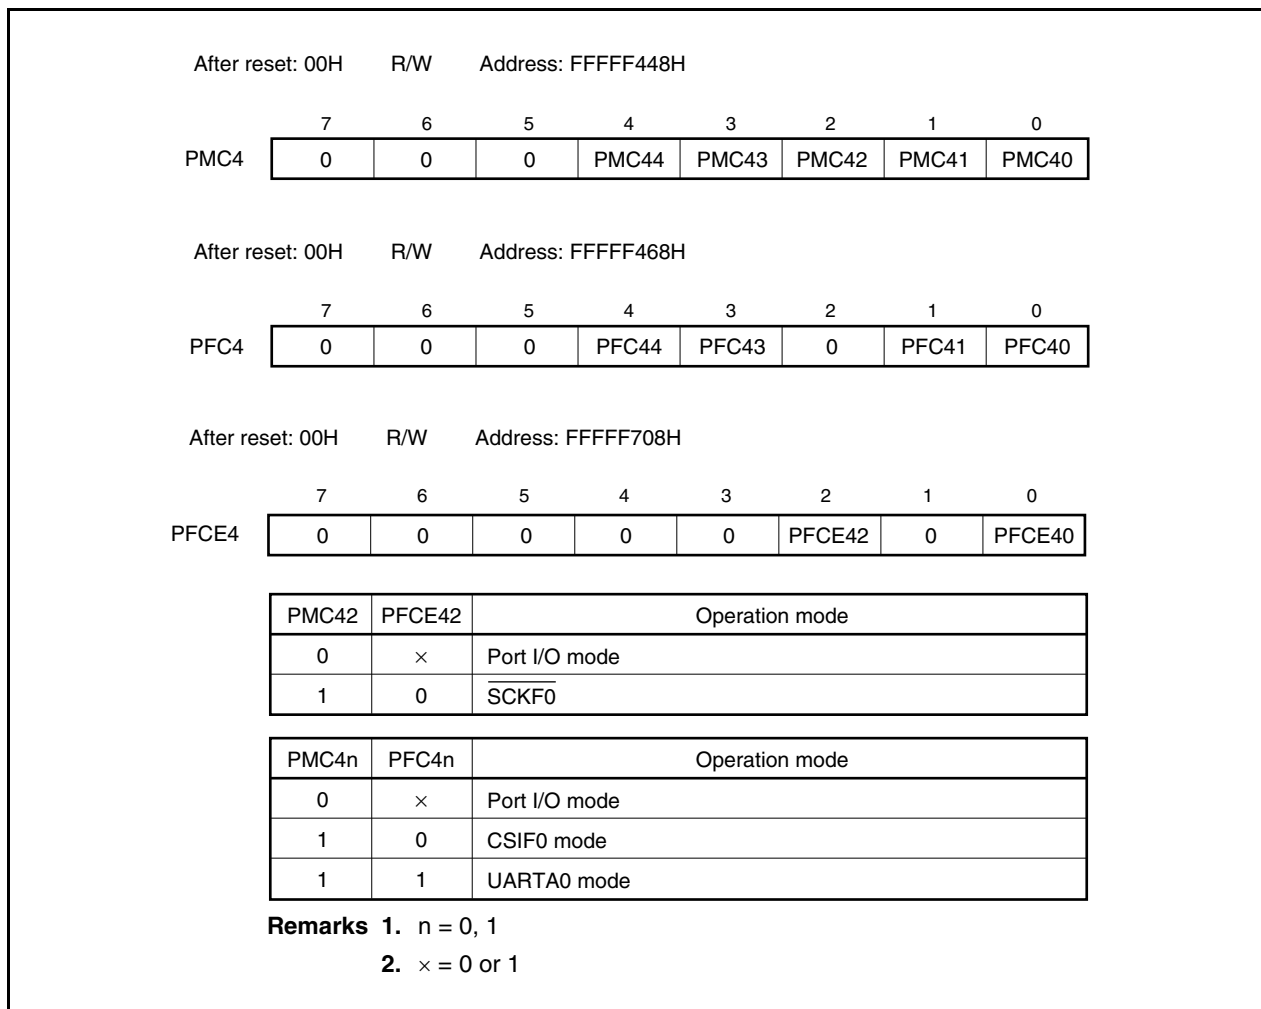 After reset: 00H R/W Address: FFFFF448H
7 6 5 4 3 2 1 0
PMC4 0 0 0 PMC44 PMC43 PMC42 PMC41 PMC40
After reset: 00H R/W Address: FFFFF468H
7 6 5 4 3 2 1 0
PFC4 0 0 0 PFC44 PFC43 0 PFC41 PFC40
After reset: 00H R/W Address: FFFFF708H
7 6 5 4 3 2 1 0
PFCE4 0 0 0 0 0 PFCE42 0 PFCE40
PMC42 PFCE42 Operation mode
0 × Port I/O mode
1 0 S̅C̅K̅F̅0̅
PMC4n PFC4n Operation mode
0 × Port I/O mode
1 0 CSIF0 mode
1 1 UARTA0 mode
Remarks 1. n = 0, 1
2. × = 0 or 1